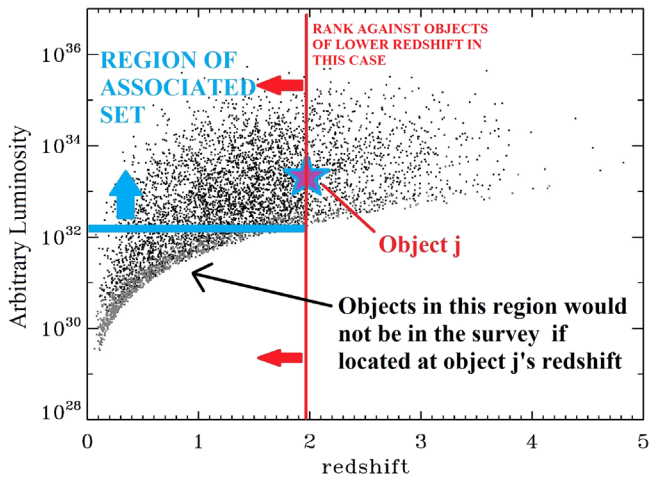 RANK AGAINST OBJECTS
OF LOWER REDSHIFT IN
THIS CASE
REGION OF
ASSOCIATED
SET
Object j
Objects in this region would
not be in the survey  if
located at object j's redshift
Arbitrary Luminosity
10^36
10^34
10^32
10^30
10^28
0 1 2 3 4 5
redshift